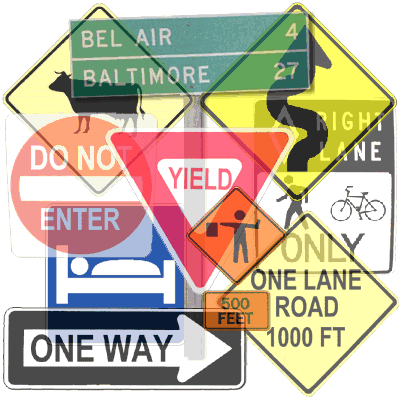 BEL AIR 4
BALTIMORE 27
RIGHT
LANE
ONLY
DO NOT
ENTER
YIELD
500
FEET
ONE LANE
ROAD
1000 FT
ONE WAY